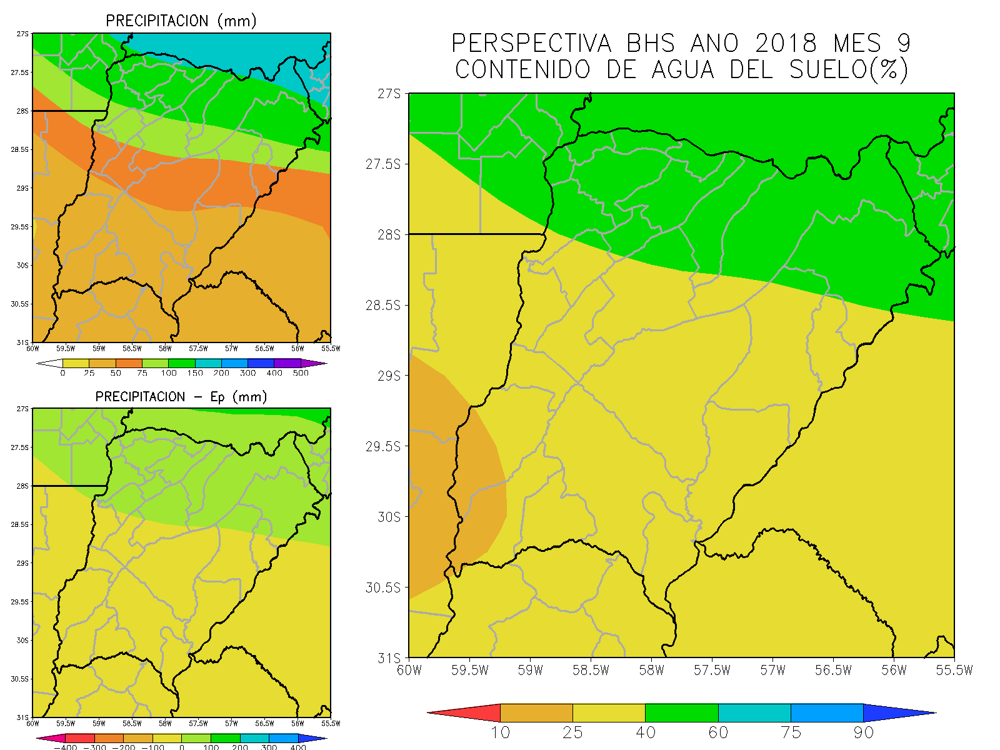 PRECIPITACION (mm)
27S
27.5S
28S
28.5S
29S
29.5S
30S
30.5S
31S
60W 59.5W 59W 58.5W 58W 57.5W 57W 56.5W 56W 55.5W
0 25 50 75 100 150 200 300 400 500
PRECIPITACION - Ep (mm)
27S
27.5S
28S
28.5S
29S
29.5S
30S
30.5S
31S
60W 59.5W 59W 58.5W 58W 57.5W 57W 56.5W 56W 55.5W
-400 -300 -200 -100 0 100 200 300 400
PERSPECTIVA BHS ANO 2018 MES 9
CONTENIDO DE AGUA DEL SUELO(%)
27S
27.5S
28S
28.5S
29S
29.5S
30S
30.5S
31S
60W 59.5W 59W 58.5W 58W 57.5W 57W 56.5W 56W 55.5W
10 25 40 60 75 90